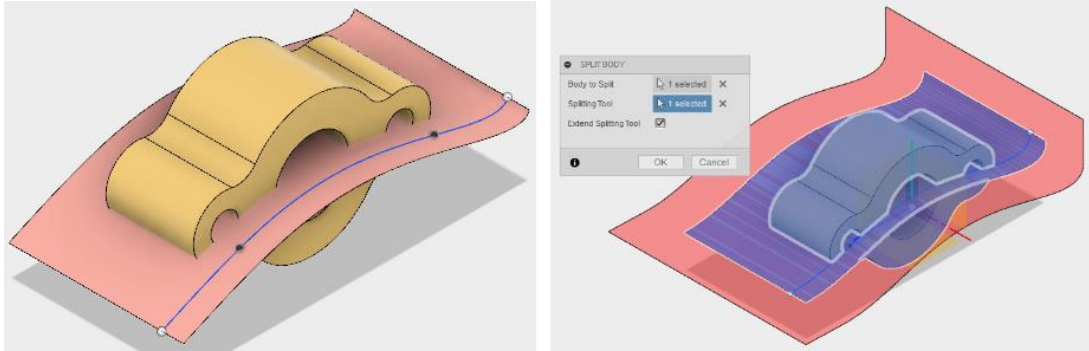 SPLIT BODY
Body to Split 1 selected
Splitting Tool 1 selected
Extend Splitting Tool
OK Cancel